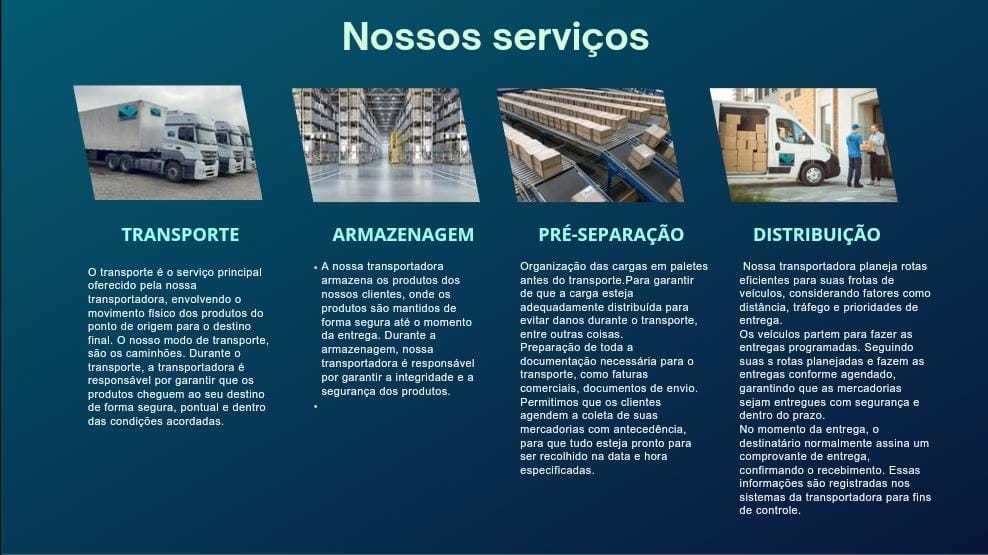 Nossos serviços
TRANSPORTE
O transporte é o serviço principal
oferecido pela nossa
transportadora, envolvendo o
movimento físico dos produtos do
ponto de origem para o destino
final. O nosso modo de transporte,
são os caminhões. Durante o
transporte, a transportadora é
responsável por garantir que os
produtos cheguem ao seu destino
de forma segura, pontual e dentro
das condições acordadas.
ARMAZENAGEM
• A nossa transportadora
armazena os produtos dos
nossos clientes, onde os
produtos são mantidos de
forma segura até o momento
da entrega. Durante a
armazenagem, nossa
transportadora é responsável
por garantir a integridade e a
segurança dos produtos.
•
PRÉ-SEPARAÇÃO
Organização das cargas em paletes
antes do transporte.Para garantir
de que a carga esteja
adequadamente distribuída para
evitar danos durante o transporte,
entre outras coisas.
Preparação de toda a
documentação necessária para o
transporte, como faturas
comerciais, documentos de envio.
Permitimos que os clientes
agendem a coleta de suas
mercadorias com antecedência,
para que tudo esteja pronto para
ser recolhido na data e hora
especificadas.
DISTRIBUIÇÃO
Nossa transportadora planeja rotas
eficientes para suas frotas de
veículos, considerando fatores como
distância, tráfego e prioridades de
entrega.
Os veículos partem para fazer as
entregas programadas. Seguindo
suas s rotas planejadas e fazem as
entregas conforme agendado,
garantindo que as mercadorias
sejam entregues com segurança e
dentro do prazo.
No momento da entrega, o
destinatário normalmente assina um
comprovante de entrega,
confirmando o recebimento. Essas
informações são registradas nos
sistemas da transportadora para fins
de controle.